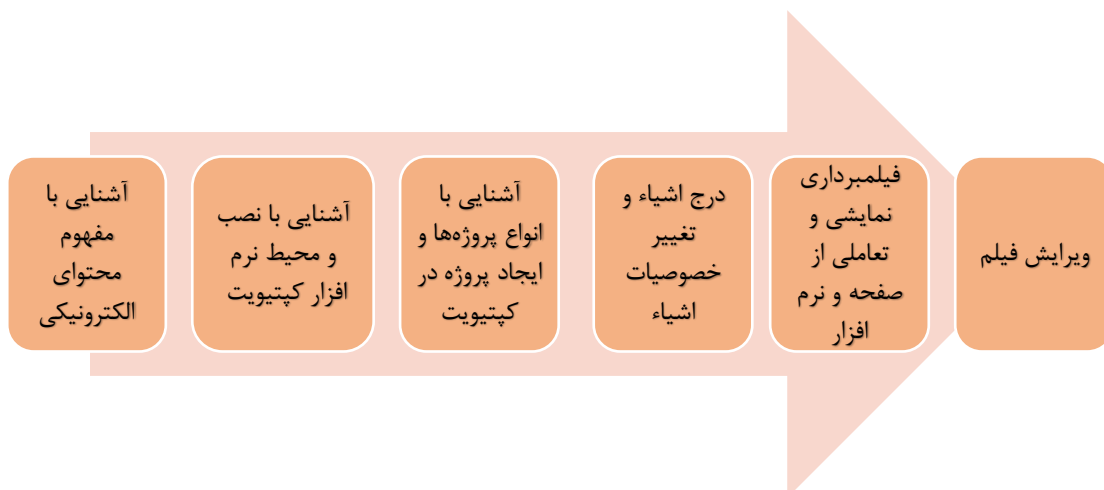 آشنایی با
مفهوم
محتوای
الکترونیکی
آشنایی با نصب
و محیط نرم
افزار کپتیویت
آشنایی با
انواع پروژه‌ها و
ایجاد پروژه در
کپتیویت
درج اشیاء و
تغییر
خصوصیات
اشیاء
فیلمبرداری
نمایشی و
تعاملی از
صفحه و نرم
افزار
ویرایش فیلم